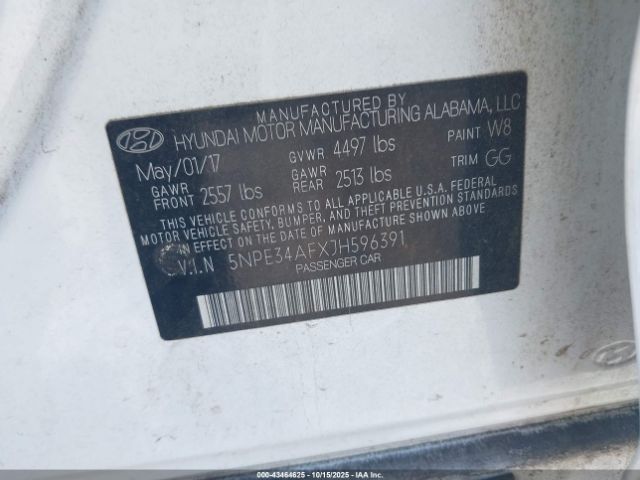 MANUFACTURED BY
HYUNDAI MOTOR MANUFACTURING ALABAMA, LLC
May/01/17 GVWR 4497 lbs PAINT W8
GAWR FRONT 2557 lbs GAWR REAR 2513 lbs TRIM GG
THIS VEHICLE CONFORMS TO ALL APPLICABLE U.S.A. FEDERAL
MOTOR VEHICLE SAFETY, BUMPER, AND THEFT PREVENTION STANDARDS
IN EFFECT ON THE DATE OF MANUFACTURE SHOWN ABOVE.
V.I.N 5NPE34AFXJH596391
PASSENGER CAR
© IAA - 43464625 - 10/15/2025 - © Copyright 2025 IAA, Inc.